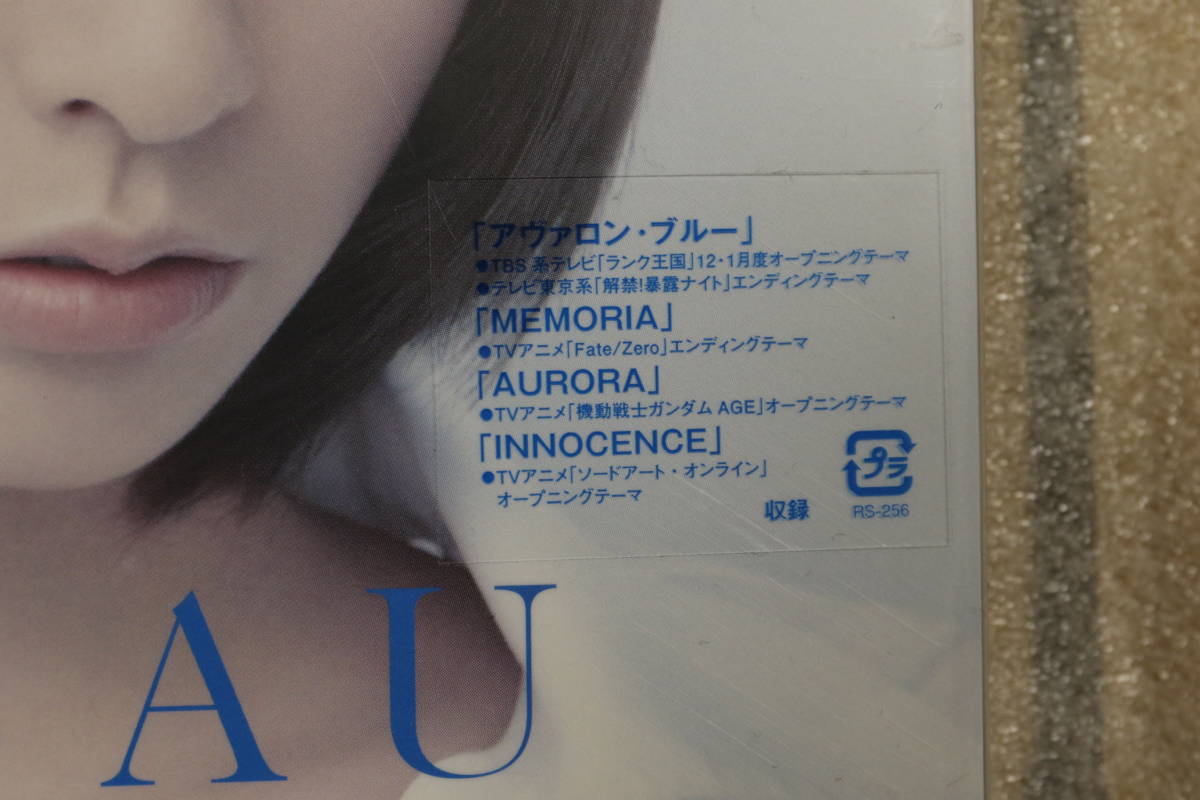 「アヴァロン・ブルー」
●TBS系テレビ「ランク王国」12・1月度オープニングテーマ
●テレビ東京系「解禁!暴露ナイト」エンディングテーマ
「MEMORIA」
●TVアニメ「Fate/Zero」エンディングテーマ
「AURORA」
●TVアニメ「機動戦士ガンダムAGE」オープニングテーマ
「INNOCENCE」
●TVアニメ「ソードアート・オンライン」
オープニングテーマ
収録
プラ
RS-256
AU